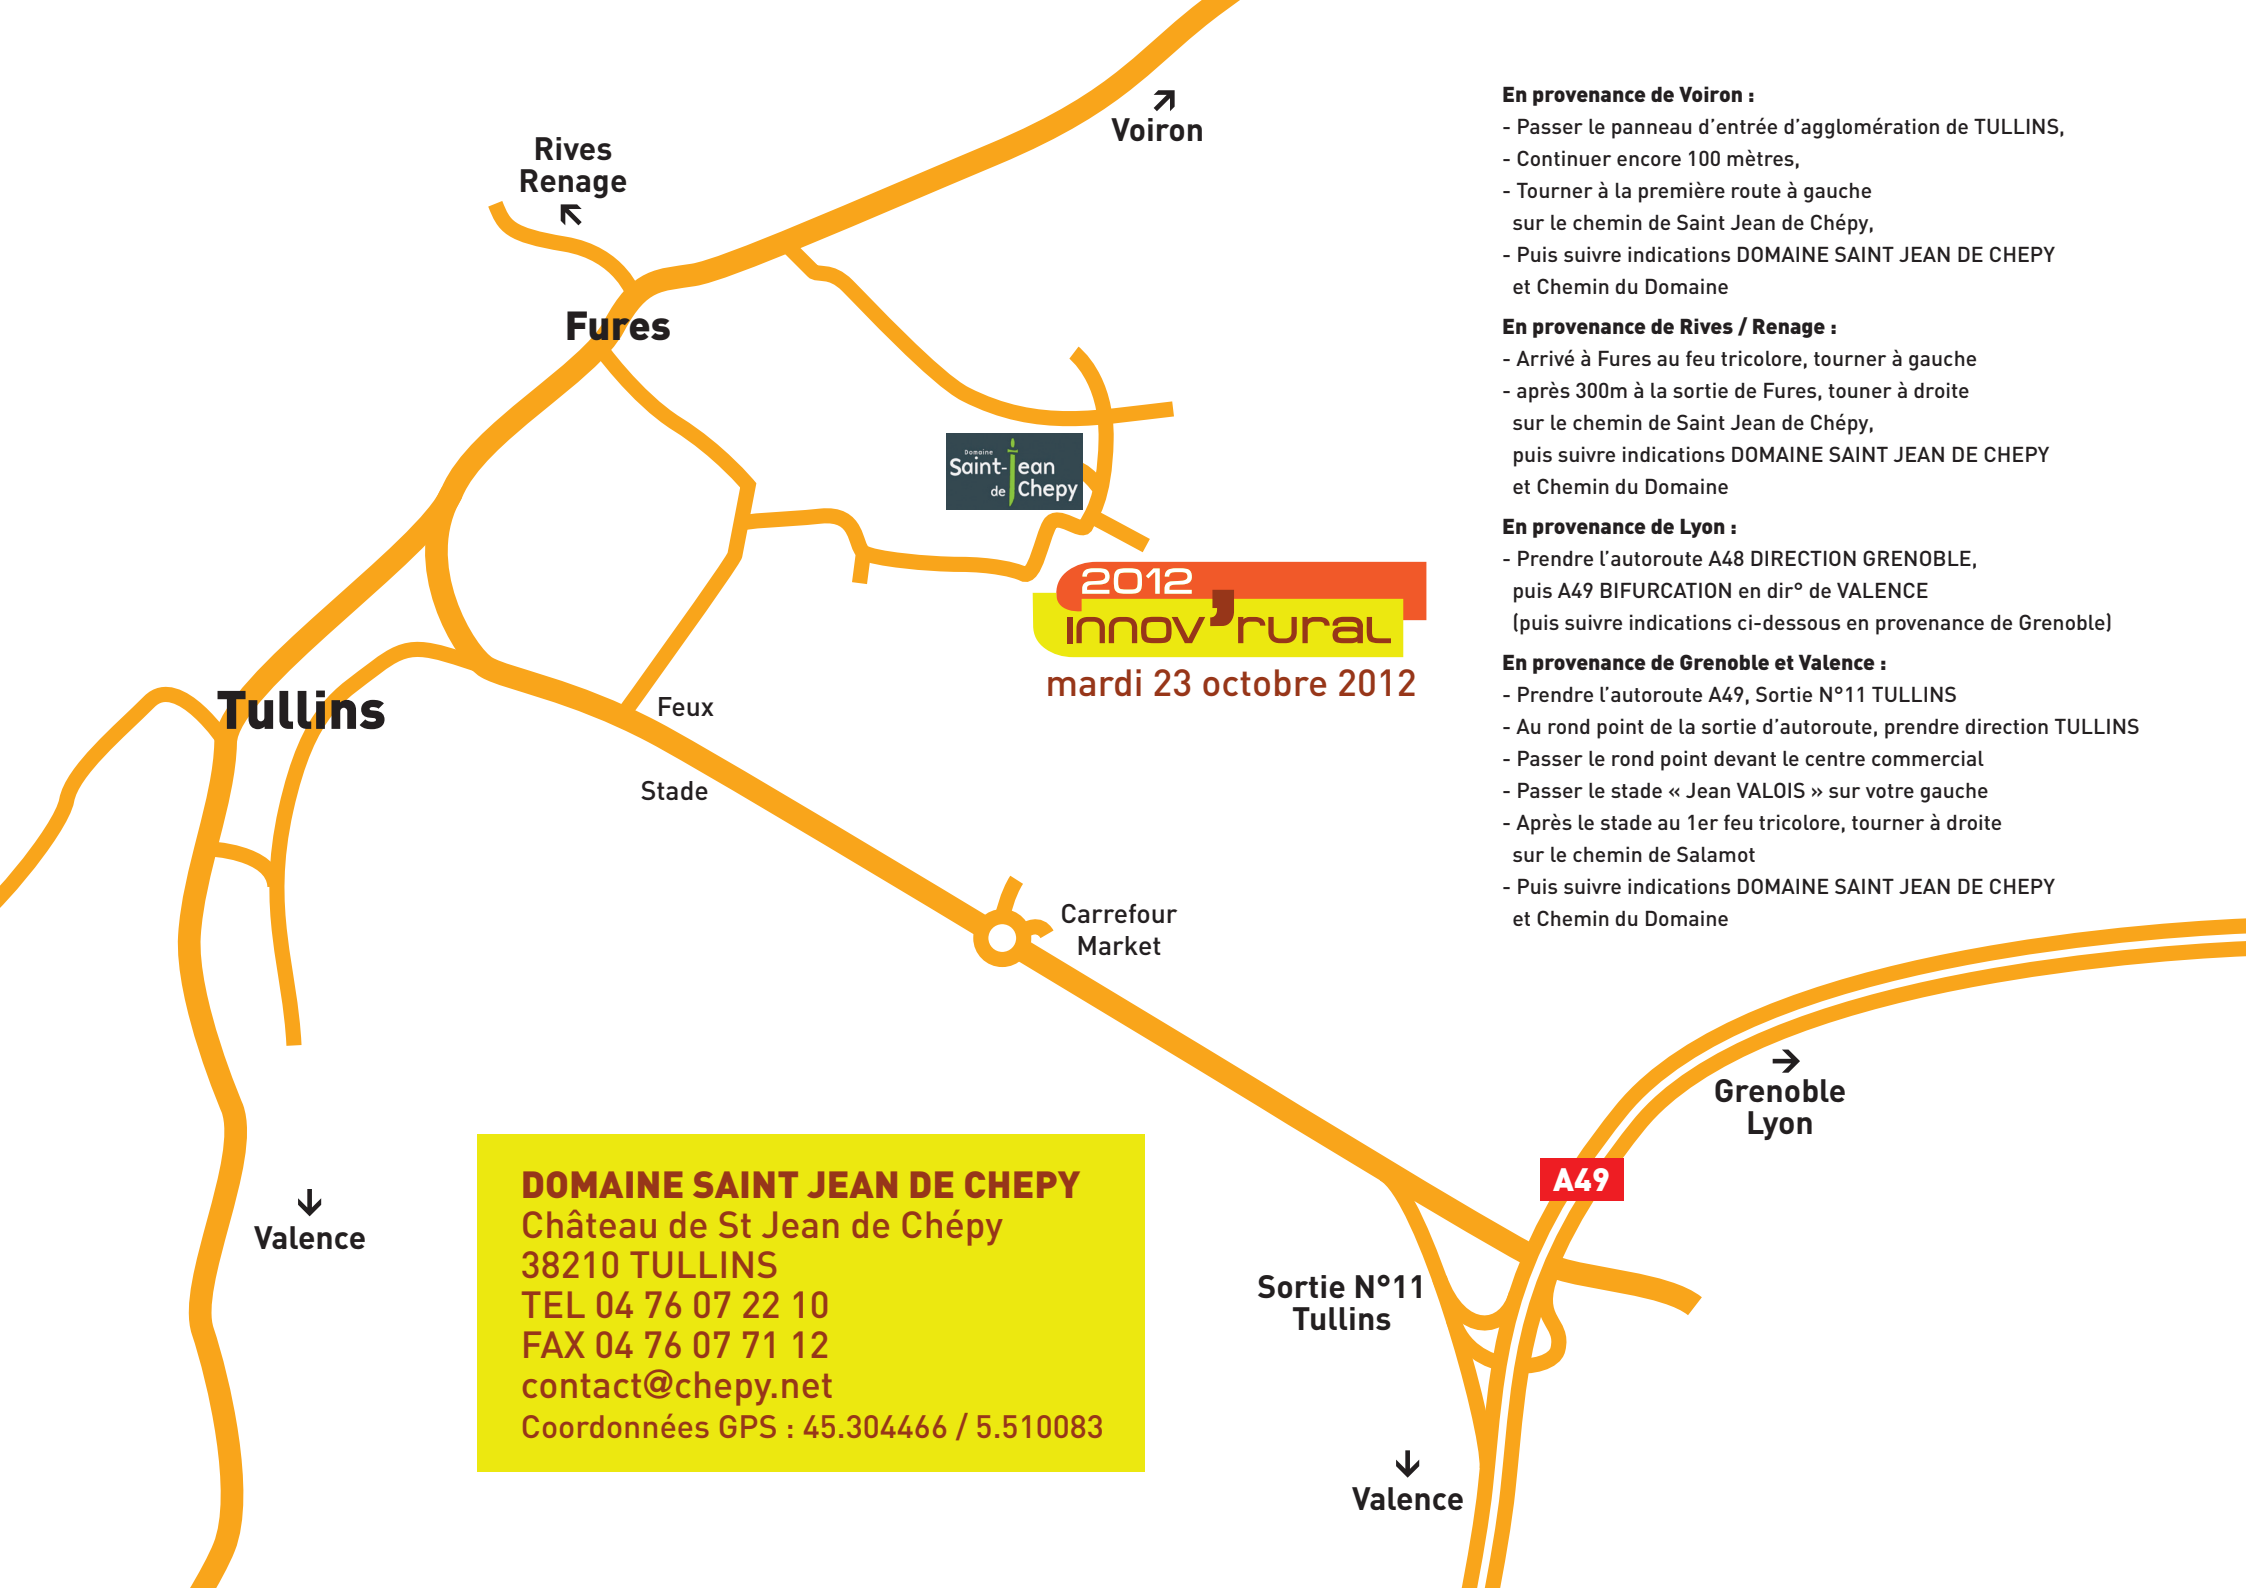 Rives
Renage
Voiron
Fures
Domaine
Saint-Jean
de Chepy
2012
innov'rural
mardi 23 octobre 2012
Tullins
Feux
Stade
Carrefour
Market
Valence
Grenoble
Lyon
A49
Sortie N°11
Tullins
Valence
DOMAINE SAINT JEAN DE CHEPY
Château de St Jean de Chépy
38210 TULLINS
TEL 04 76 07 22 10
FAX 04 76 07 71 12
contact@chepy.net
Coordonnées GPS : 45.304466 / 5.510083
En provenance de Voiron :
- Passer le panneau d'entrée d'agglomération de TULLINS,
- Continuer encore 100 mètres,
- Tourner à la première route à gauche
sur le chemin de Saint Jean de Chépy,
- Puis suivre indications DOMAINE SAINT JEAN DE CHEPY
et Chemin du Domaine
En provenance de Rives / Renage :
- Arrivé à Fures au feu tricolore, tourner à gauche
- après 300m à la sortie de Fures, touner à droite
sur le chemin de Saint Jean de Chépy,
puis suivre indications DOMAINE SAINT JEAN DE CHEPY
et Chemin du Domaine
En provenance de Lyon :
- Prendre l'autoroute A48 DIRECTION GRENOBLE,
puis A49 BIFURCATION en dir° de VALENCE
(puis suivre indications ci-dessous en provenance de Grenoble)
En provenance de Grenoble et Valence :
- Prendre l'autoroute A49, Sortie N°11 TULLINS
- Au rond point de la sortie d'autoroute, prendre direction TULLINS
- Passer le rond point devant le centre commercial
- Passer le stade « Jean VALOIS » sur votre gauche
- Après le stade au 1er feu tricolore, tourner à droite
sur le chemin de Salamot
- Puis suivre indications DOMAINE SAINT JEAN DE CHEPY
et Chemin du Domaine